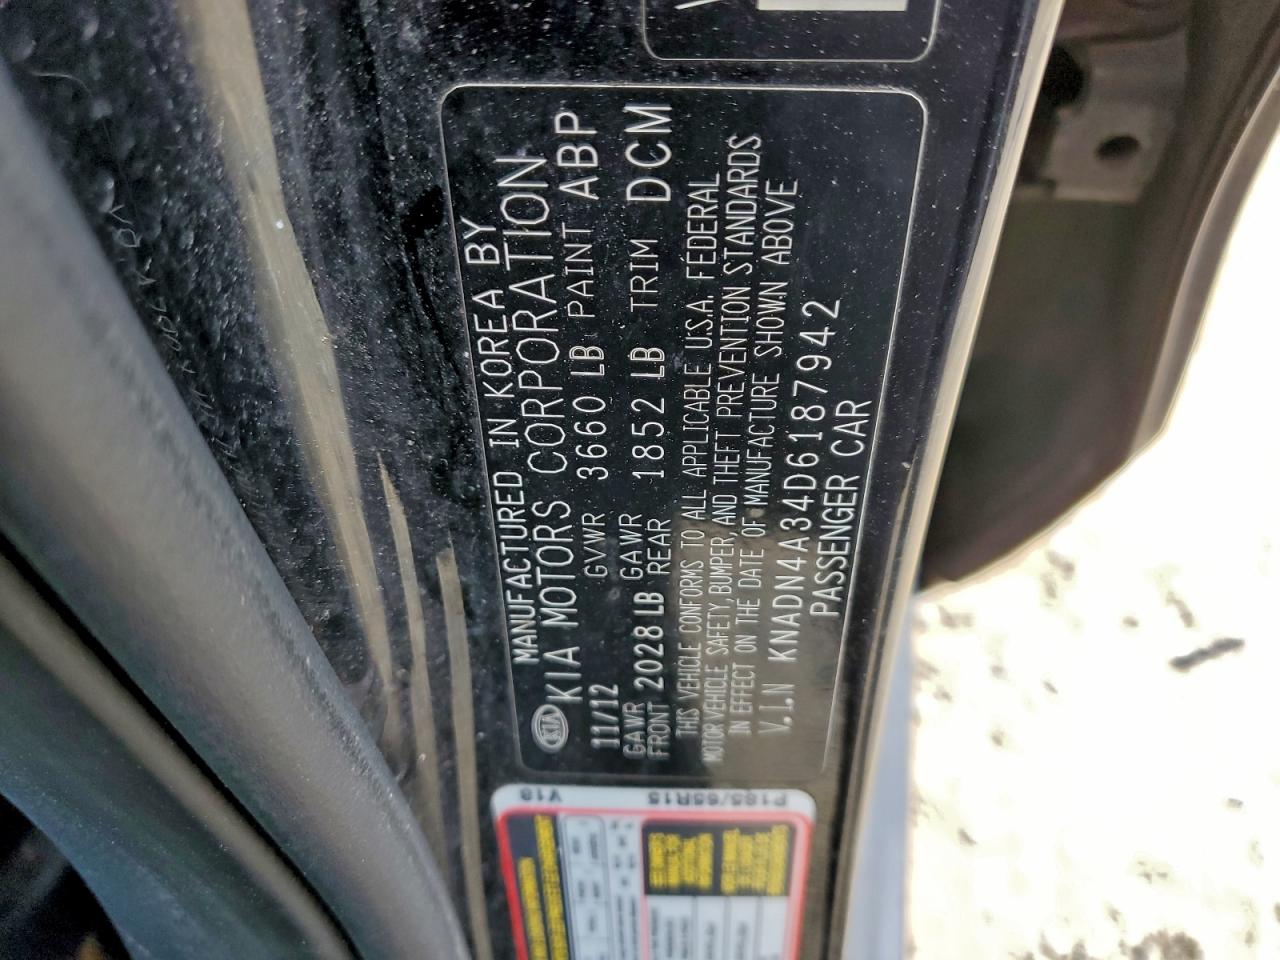 MANUFACTURED IN KOREA BY
KIA KIA MOTORS CORPORATION
11/12 GVWR 3660 LB PAINT ABP
GAWR FRONT 2028 LB GAWR REAR 1852 LB TRIM DCM
THIS VEHICLE CONFORMS TO ALL APPLICABLE U.S.A. FEDERAL
MOTOR VEHICLE SAFETY, BUMPER, AND THEFT PREVENTION STANDARDS
IN EFFECT ON THE DATE OF MANUFACTURE SHOWN ABOVE
V.I.N KNADN4A34D6187942
PASSENGER CAR
V18
P185/65R15